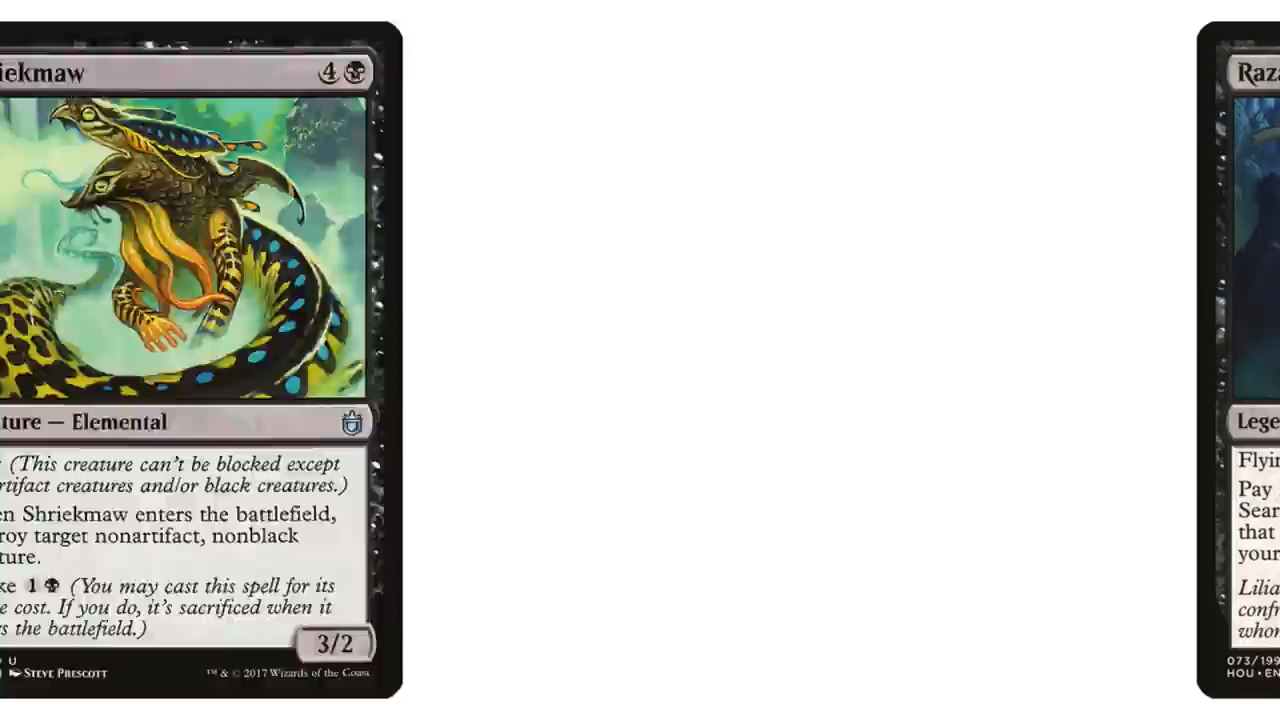 iekmaw 4
ture — Elemental
(This creature can't be blocked except
rtifact creatures and/or black creatures.)
en Shriekmaw enters the battlefield,
roy target nonartifact, nonblack
ture.
ke 1 (You may cast this spell for its
e cost. If you do, it's sacrificed when it
s the battlefield.)
3/2
U
Steve Prescott ™ & © 2017 Wizards of the Coast
Raza
Lege
Flyin
Pay
Sear
that
your
Lilia
confr
whon
073/199
HOU • EN